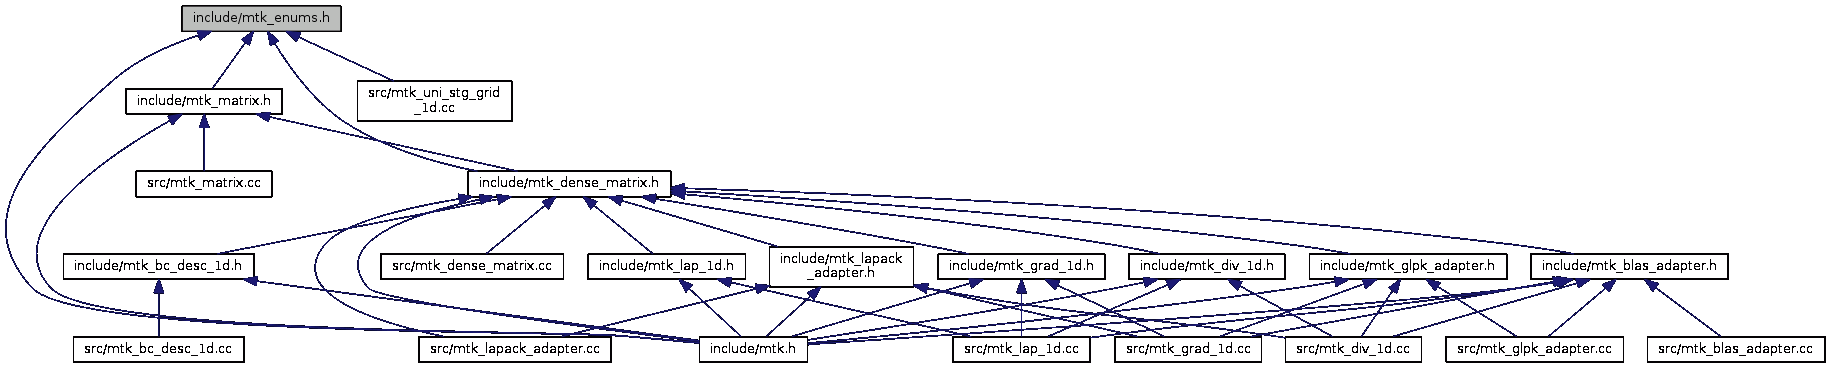 include/mtk_enums.h
src/mtk_uni_stg_grid
_1d.cc
include/mtk_matrix.h
src/mtk_matrix.cc
include/mtk_dense_matrix.h
include/mtk_bc_desc_1d.h
src/mtk_dense_matrix.cc
include/mtk_lap_1d.h
include/mtk_lapack
_adapter.h
include/mtk_grad_1d.h
include/mtk_div_1d.h
include/mtk_glpk_adapter.h
include/mtk_blas_adapter.h
src/mtk_bc_desc_1d.cc
src/mtk_lapack_adapter.cc
include/mtk.h
src/mtk_lap_1d.cc
src/mtk_grad_1d.cc
src/mtk_div_1d.cc
src/mtk_glpk_adapter.cc
src/mtk_blas_adapter.cc